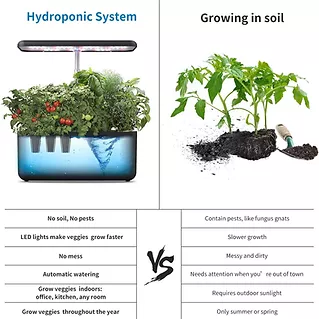 Hydroponic System
Growing in soil
No soil, No pests
Contain pests, like fungus gnats
LED lights make veggies grow faster
Slower growth
No mess
Messy and dirty
VS
Automatic watering
Needs attention when you're out of town
Grow veggies indoors:
office, kitchen, any room
Requires outdoor sunlight
Grow veggies throughout the year
Only summer or spring